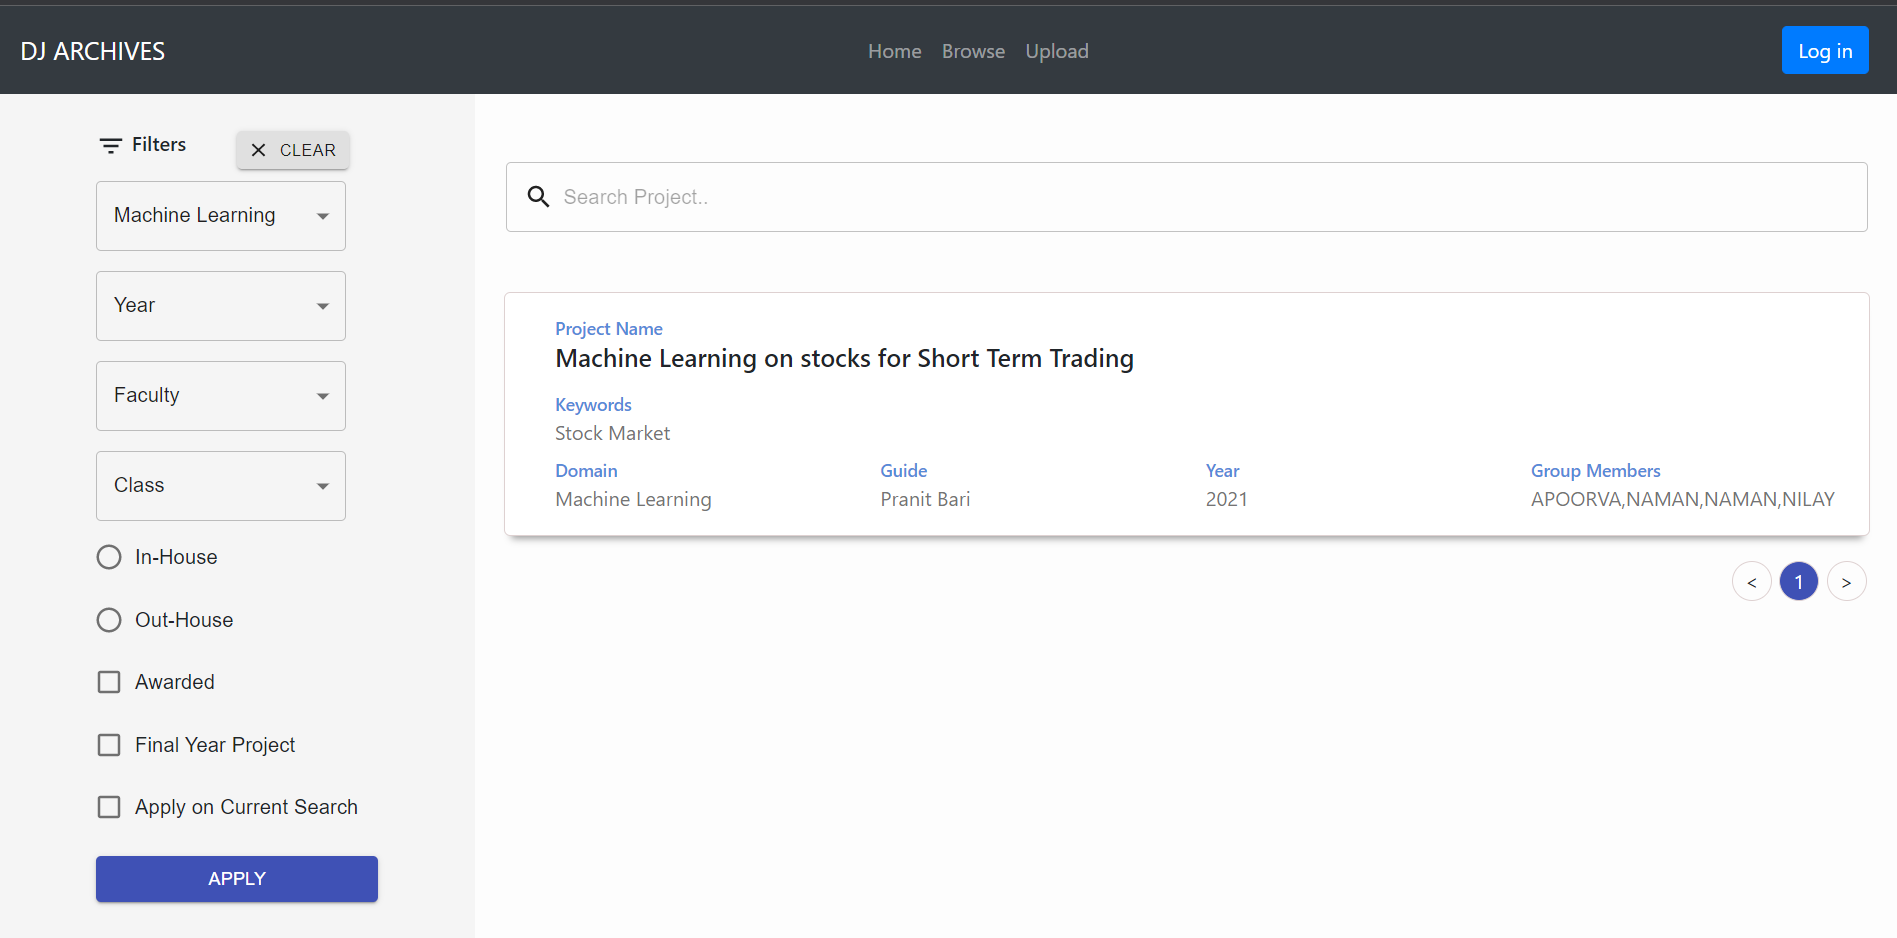 DJ ARCHIVES
Home Browse Upload
Log in
Filters
CLEAR
Machine Learning
Year
Faculty
Class
In-House
Out-House
Awarded
Final Year Project
Apply on Current Search
APPLY
Search Project..
Project Name
Machine Learning on stocks for Short Term Trading
Keywords
Stock Market
Domain Guide Year Group Members
Machine Learning Pranit Bari 2021 APOORVA,NAMAN,NAMAN,NILAY
< 1 >